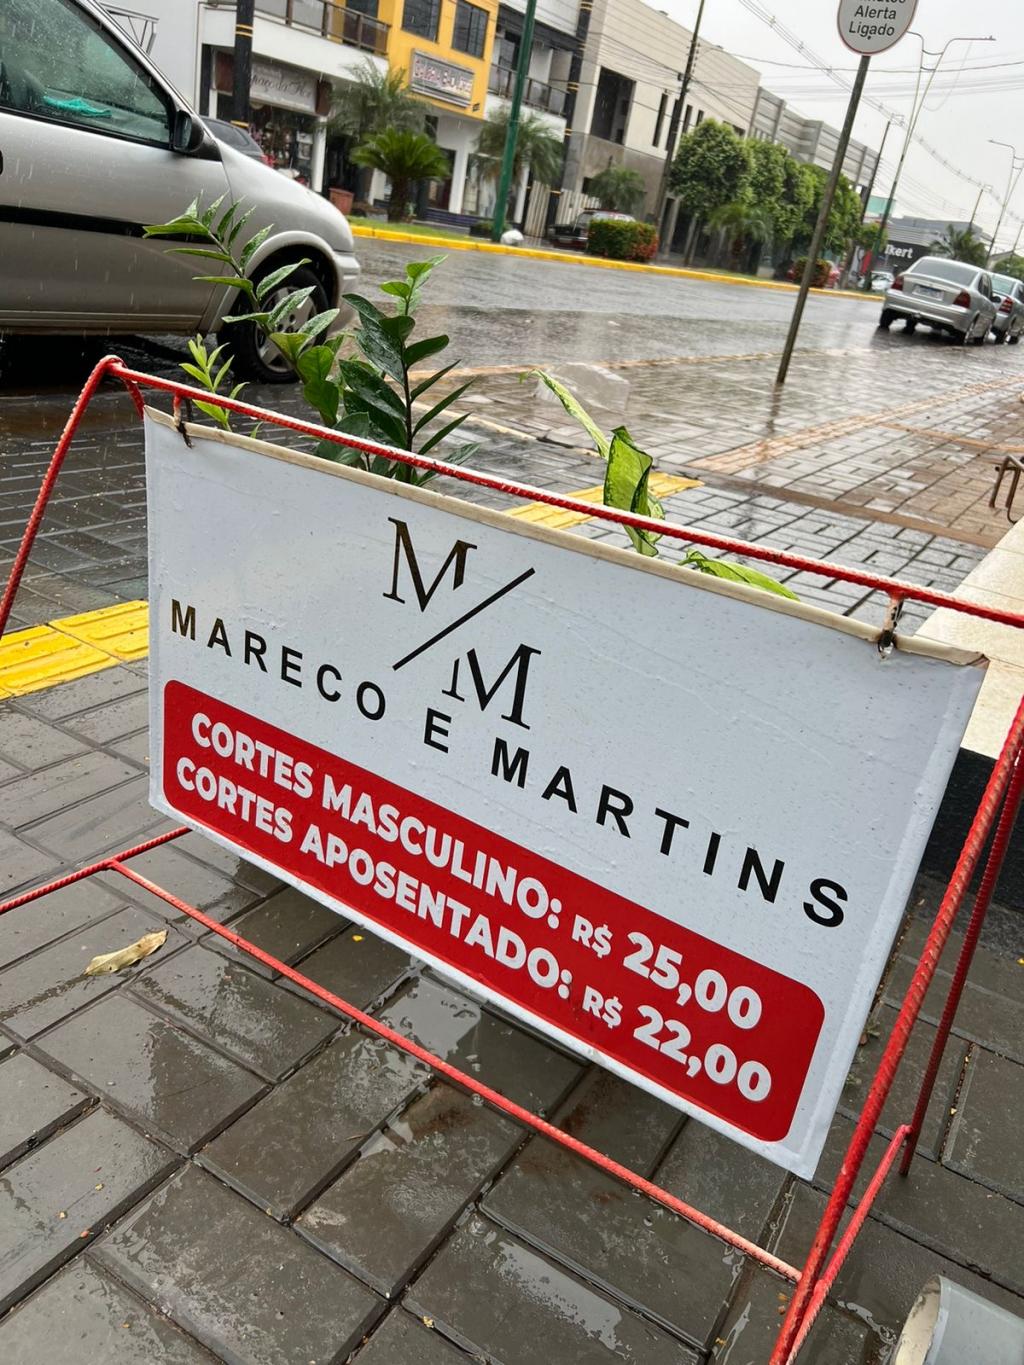 Alerta
Ligado
M
M
MARECO E MARTINS
CORTES MASCULINO: R$ 25,00
CORTES APOSENTADO: R$ 22,00